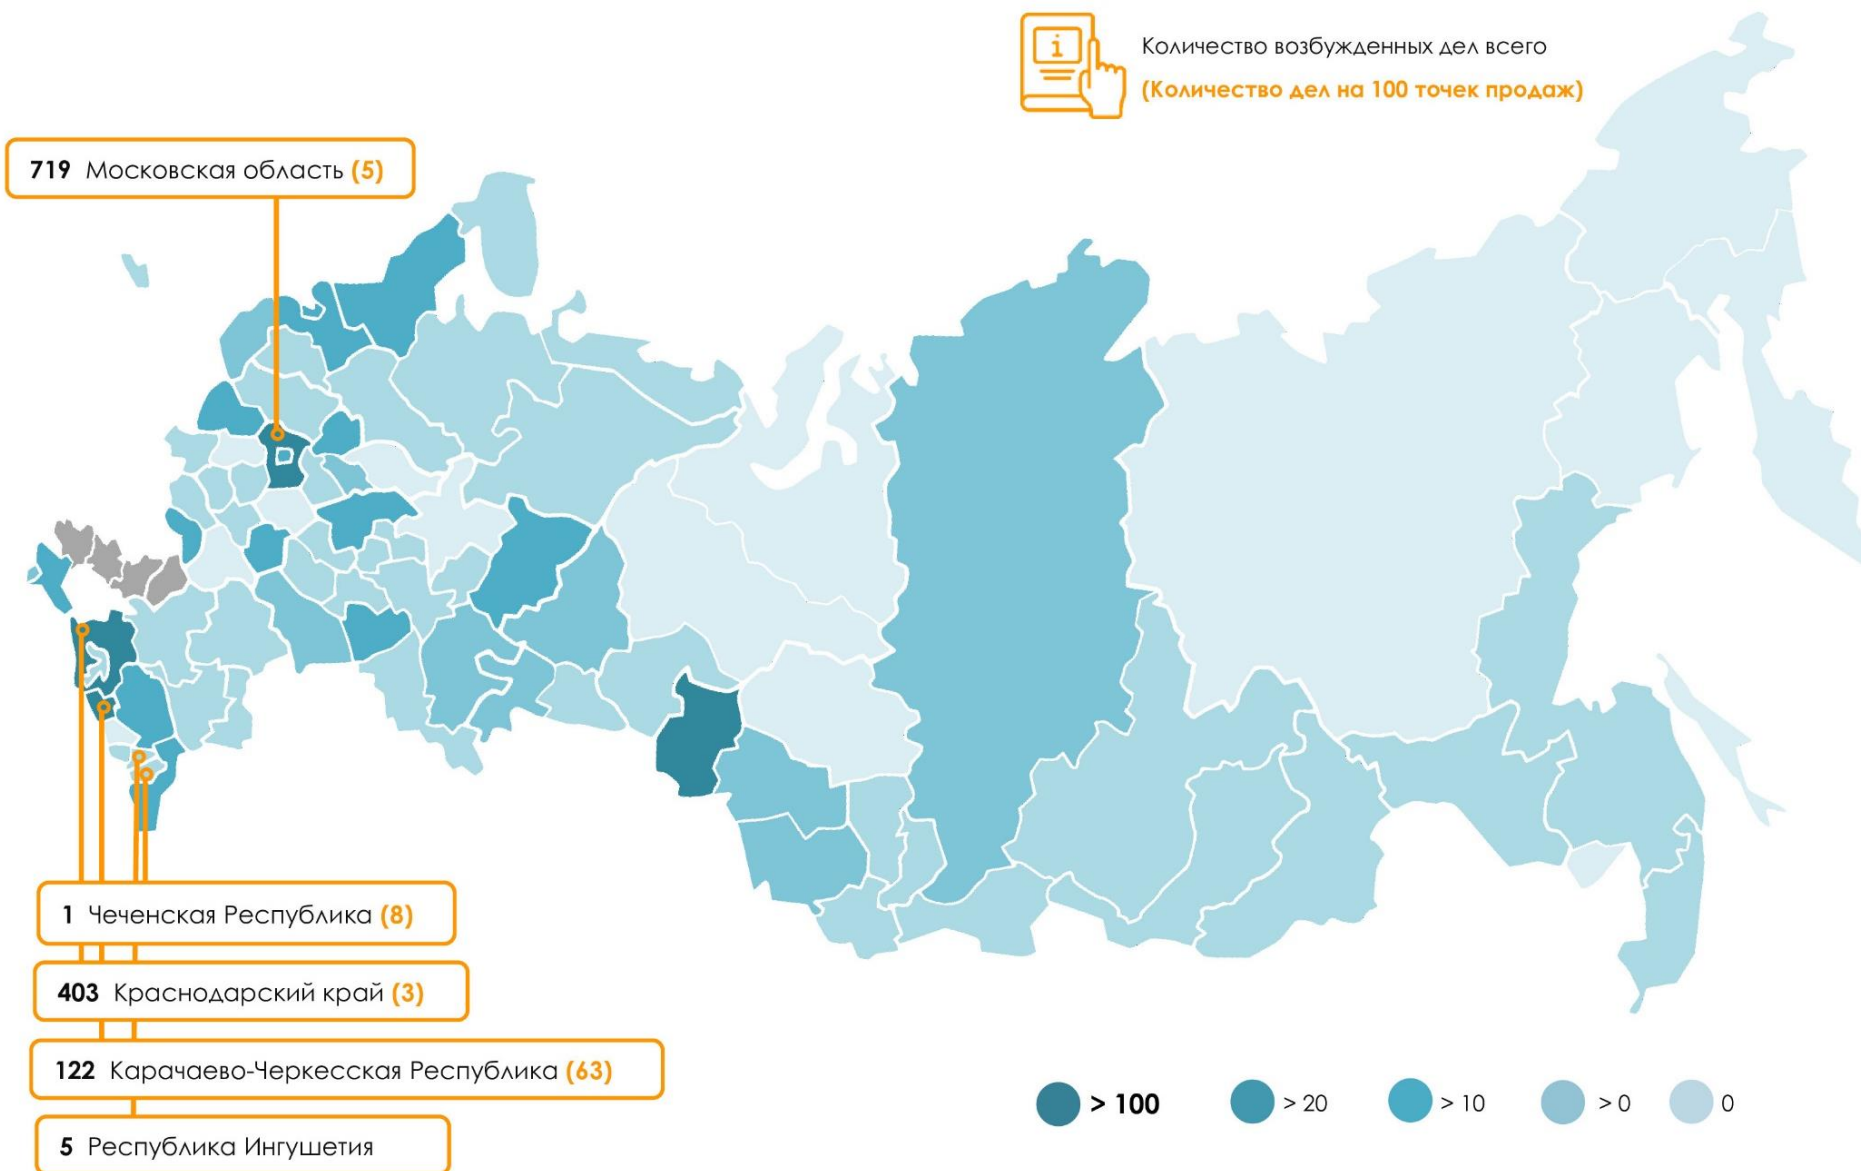 i
Количество возбужденных дел всего
(Количество дел на 100 точек продаж)
719 Московская область (5)
1 Чеченская Республика (8)
403 Краснодарский край (3)
122 Карачаево-Черкесская Республика (63)
5 Республика Ингушетия
> 100 > 20 > 10 > 0 0